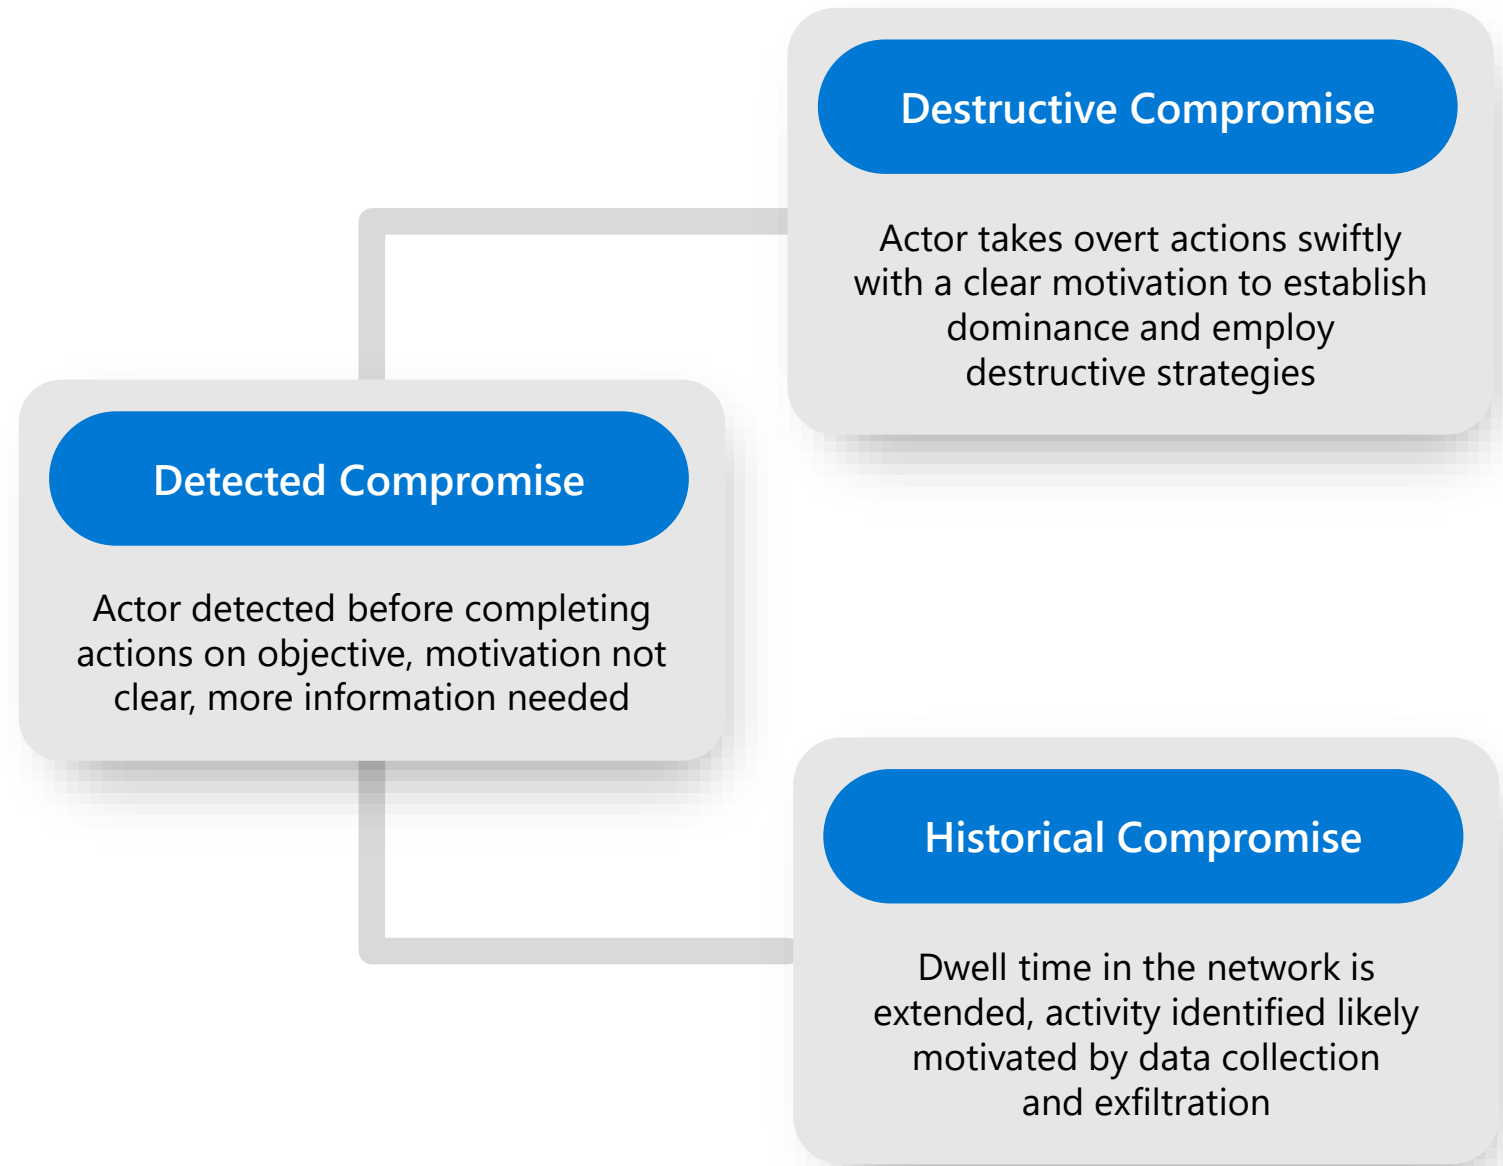 Destructive Compromise
Actor takes overt actions swiftly
with a clear motivation to establish
dominance and employ
destructive strategies
Detected Compromise
Actor detected before completing
actions on objective, motivation not
clear, more information needed
Historical Compromise
Dwell time in the network is
extended, activity identified likely
motivated by data collection
and exfiltration